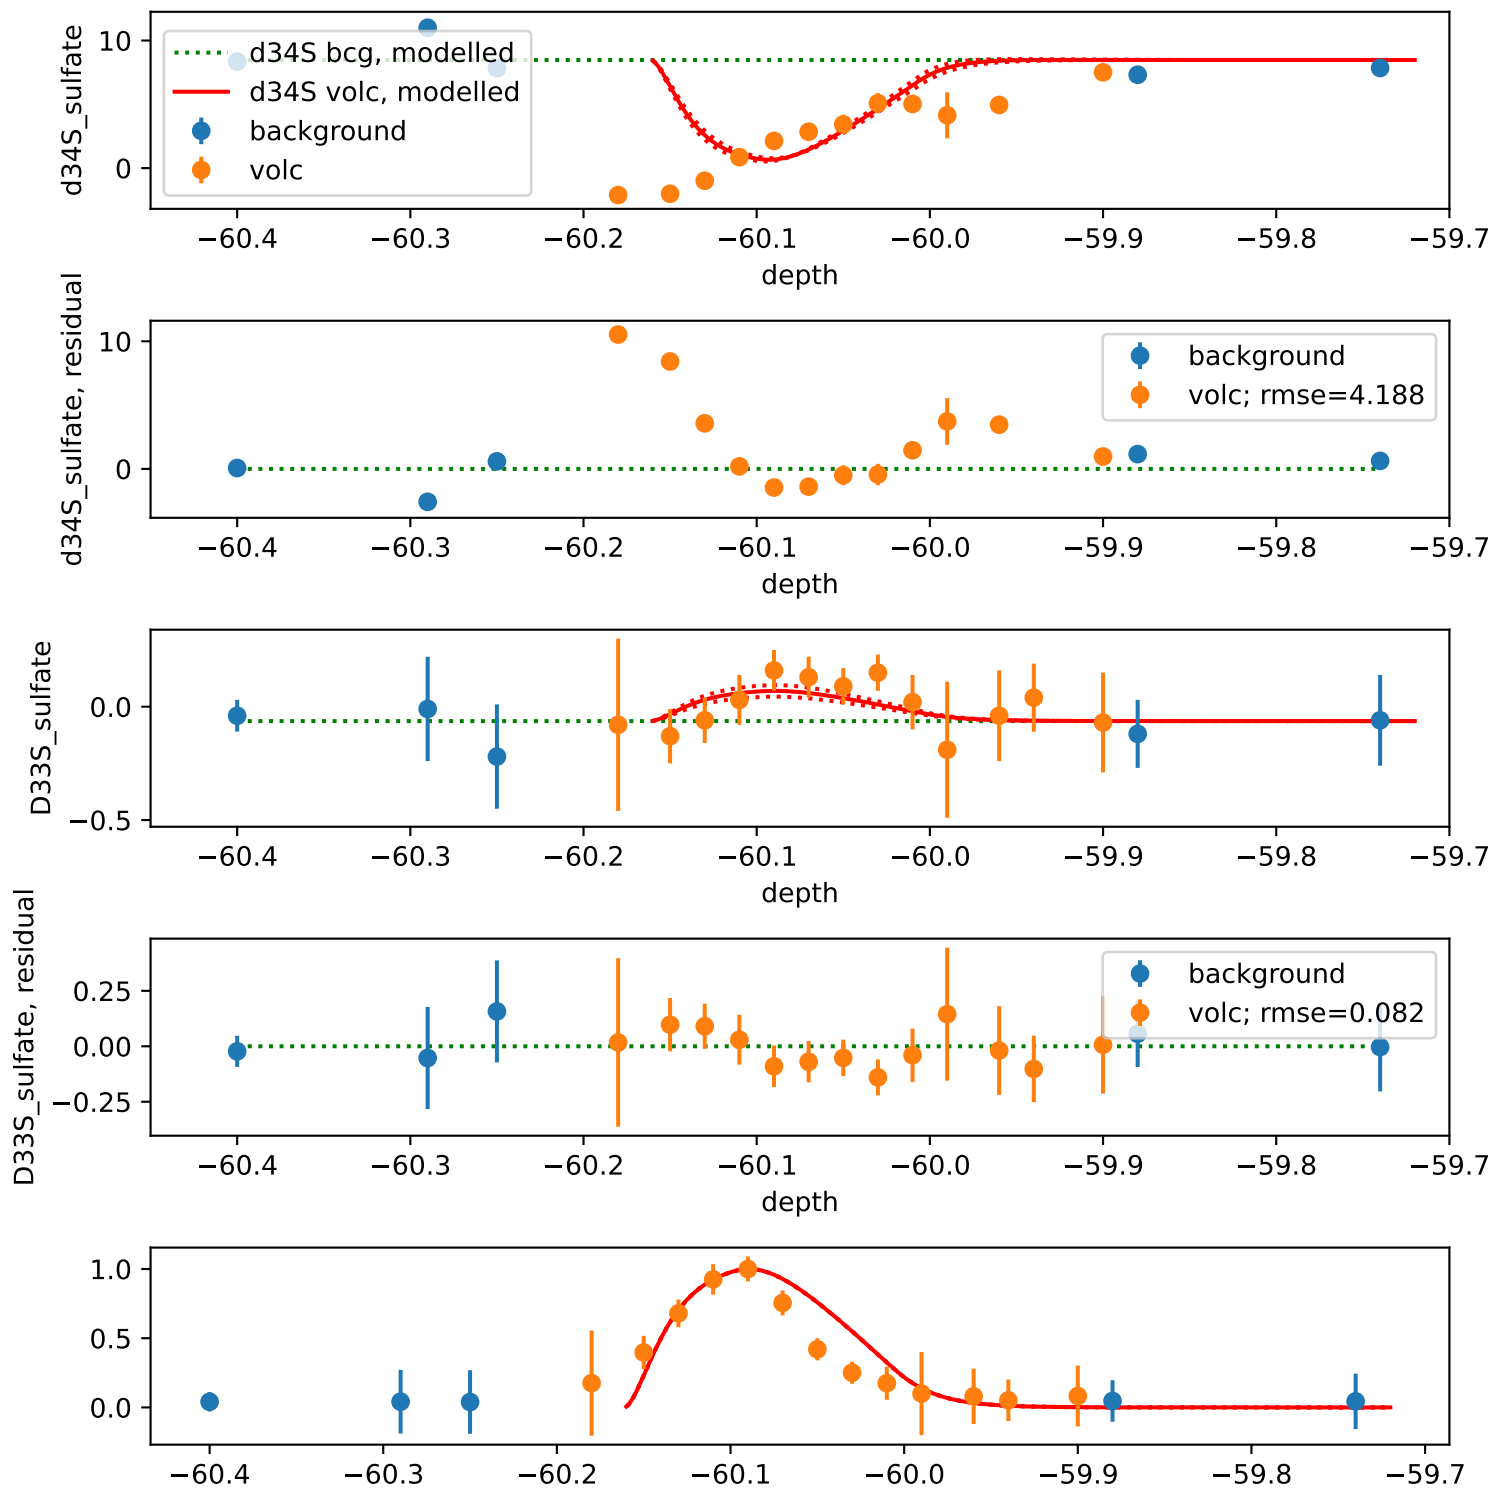 10
0
d34S_sulfate
d34S bcg, modelled
d34S volc, modelled
background
volc
−60.4 −60.3 −60.2 −60.1 −60.0 −59.9 −59.8 −59.7
depth
10
0
d34S_sulfate, residual
background
volc; rmse=4.188
−60.4 −60.3 −60.2 −60.1 −60.0 −59.9 −59.8 −59.7
depth
0.0
−0.5
D33S_sulfate
−60.4 −60.3 −60.2 −60.1 −60.0 −59.9 −59.8 −59.7
depth
0.25
0.00
−0.25
D33S_sulfate, residual
background
volc; rmse=0.082
−60.4 −60.3 −60.2 −60.1 −60.0 −59.9 −59.8 −59.7
depth
1.0
0.5
0.0
−60.4 −60.3 −60.2 −60.1 −60.0 −59.9 −59.8 −59.7